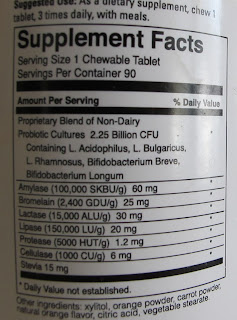 Suggested Use: As a dietary supplement, chew 1
tablet, 3 times daily, with meals.
Supplement Facts
Serving Size 1 Chewable Tablet
Servings Per Container 90
Amount Per Serving % Daily Value
Proprietary Blend of Non-Dairy
Probiotic Cultures 2.25 Billion CFU *
Containing L. Acidophilus, L. Bulgaricus,
L. Rhamnosus, Bifidobacterium Breve,
Bifidobacterium Longum
Amylase (100,000 SKBU/g) 60 mg *
Bromelain (2,400 GDU/g) 25 mg *
Lactase (15,000 ALU/g) 30 mg *
Lipase (150,000 LU/g) 20 mg *
Protease (5000 HUT/g) 1.2 mg *
Cellulase (1000 CU/g) 6 mg *
Stevia 15 mg *
* Daily Value not established.
Other ingredients: xylitol, orange powder, carrot powder,
natural orange flavor, citric acid, vegetable stearate